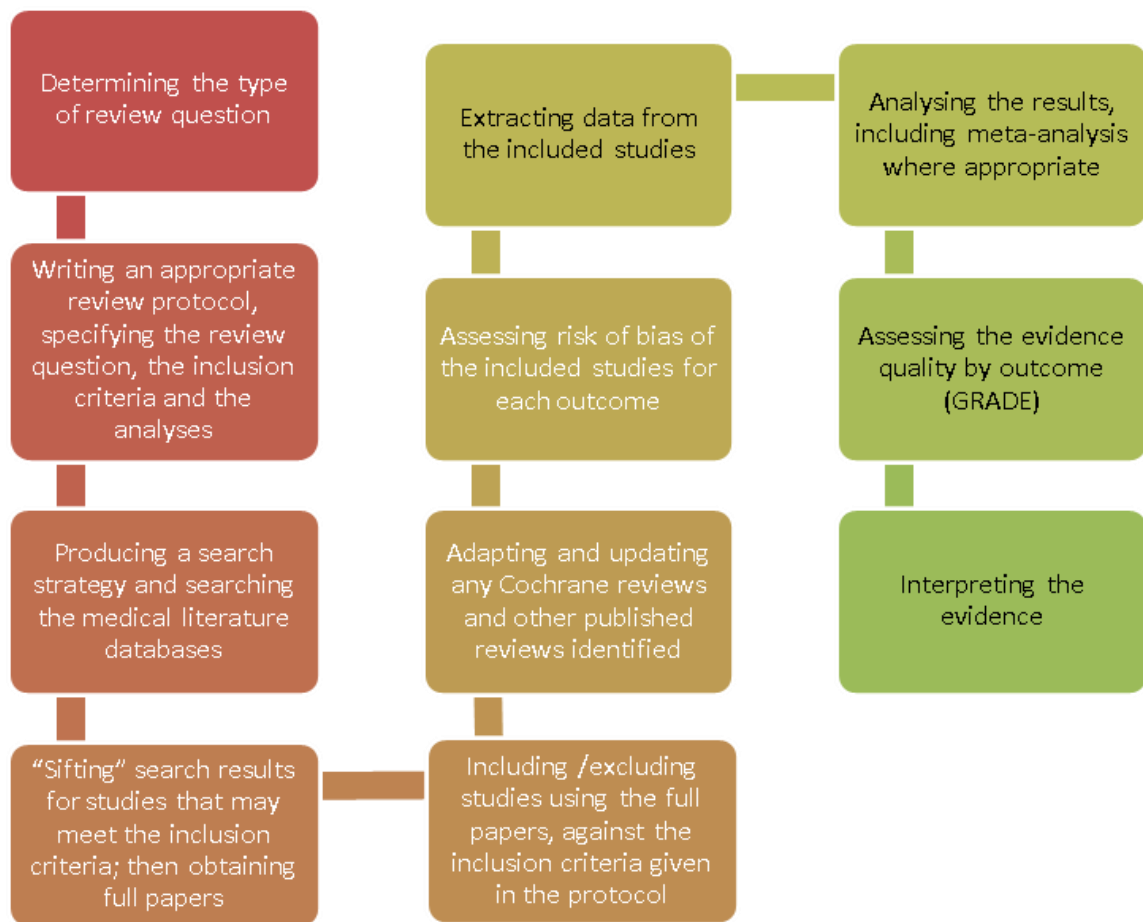 Determining the type
of review question
Writing an appropriate
review protocol,
specifying the review
question, the inclusion
criteria and the
analyses
Producing a search
strategy and searching
the medical literature
databases
“Sifting” search results
for studies that may
meet the inclusion
criteria; then obtaining
full papers
Including /excluding
studies using the full
papers, against the
inclusion criteria given
in the protocol
Adapting and updating
any Cochrane reviews
and other published
reviews identified
Assessing risk of bias of
the included studies for
each outcome
Extracting data from
the included studies
Analysing the results,
including meta-analysis
where appropriate
Assessing the evidence
quality by outcome
(GRADE)
Interpreting the
evidence